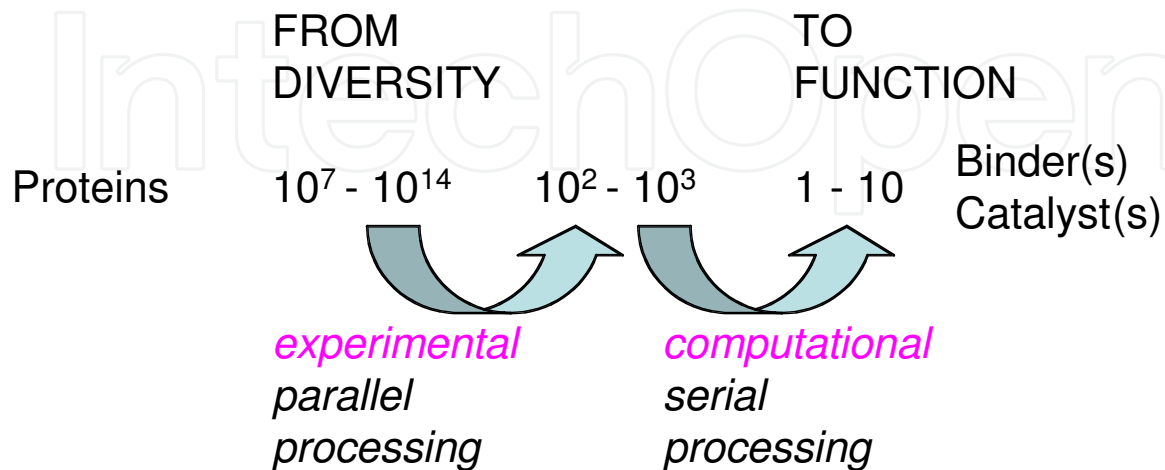 IntechOpen
FROM DIVERSITY
TO FUNCTION
Proteins 10⁷ - 10¹⁴ 10² - 10³ 1 - 10 Binder(s)
Catalyst(s)
experimental
parallel
processing
computational
serial
processing